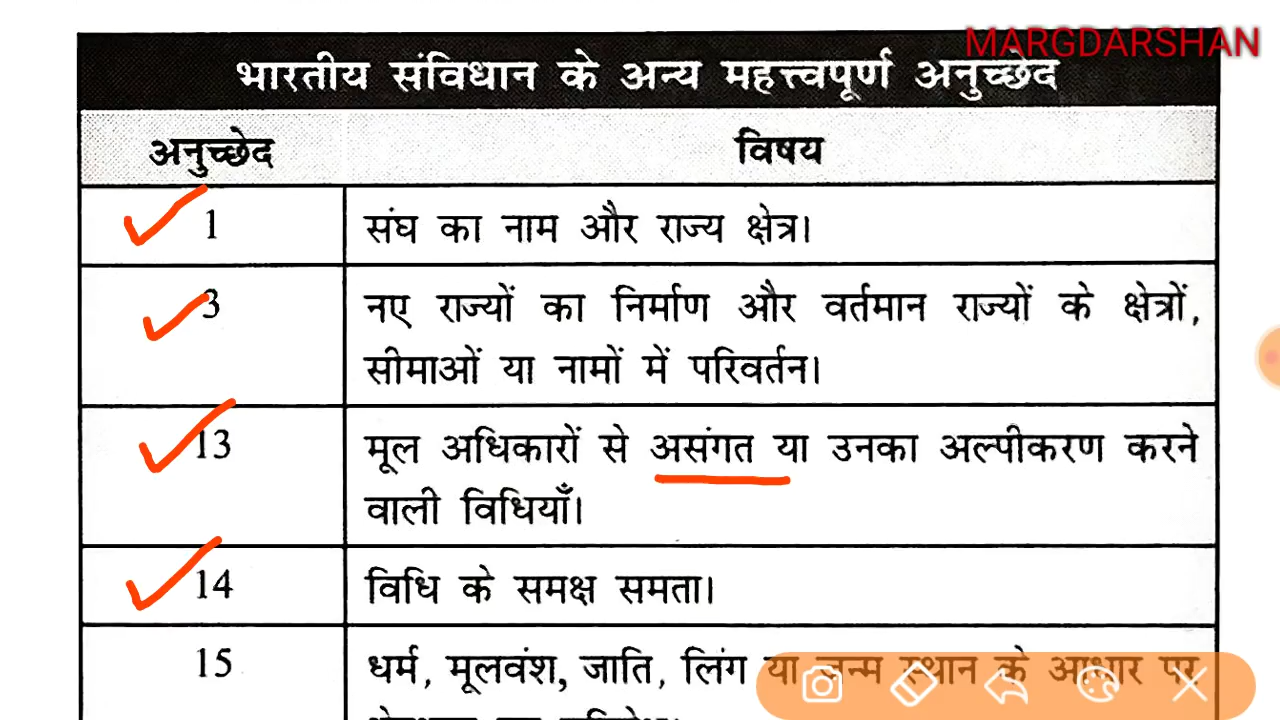 MARGDARSHAN
भारतीय संविधान के अन्य महत्त्वपूर्ण अनुच्छेद
अनुच्छेद विषय
1 संघ का नाम और राज्य क्षेत्र।
3 नए राज्यों का निर्माण और वर्तमान राज्यों के क्षेत्रों,
सीमाओं या नामों में परिवर्तन।
13 मूल अधिकारों से असंगत या उनका अल्पीकरण करने
वाली विधियाँ।
14 विधि के समक्ष समता।
15 धर्म, मूलवंश, जाति, लिंग या जन्म स्थान के आधार पर